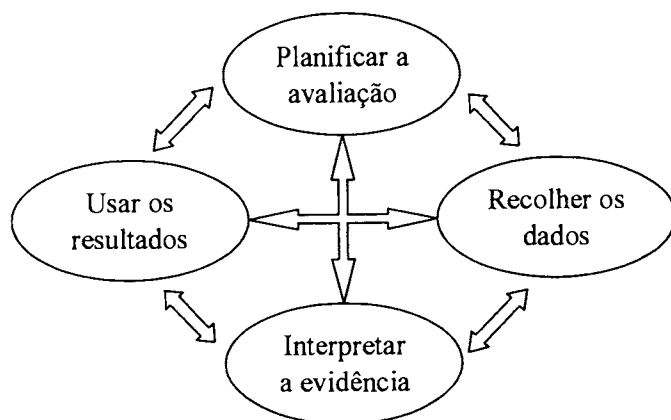 Planificar a
avaliação
Usar os
resultados
Recolher os
dados
Interpretar
a evidência